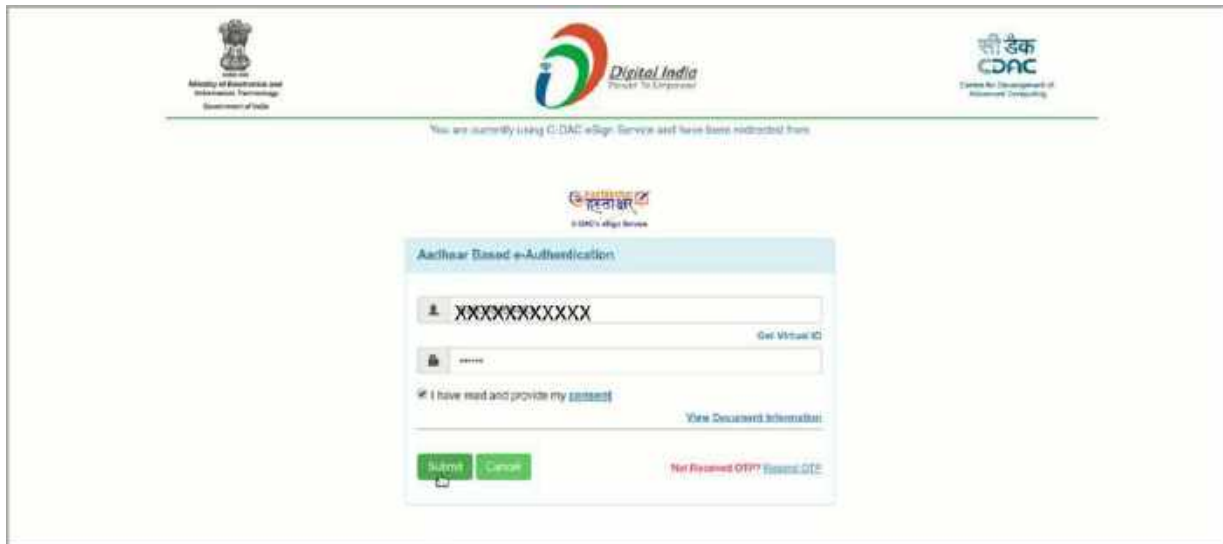 Ministry of Electronics and
Information Technology
Government of India
Digital India
Power To Empower
सी डैक
CDAC
Centre for Development of
Advanced Computing
You are currently using C-DAC eSign Service and have been redirected from
हस्ताक्षर
C-DAC's eSign Service
Aadhaar Based e-Authentication
XXXXXXXXXXX
Get Virtual ID
I have read and provide my consent
View Document Information
Submit
Cancel
Not Received OTP? Resend OTP